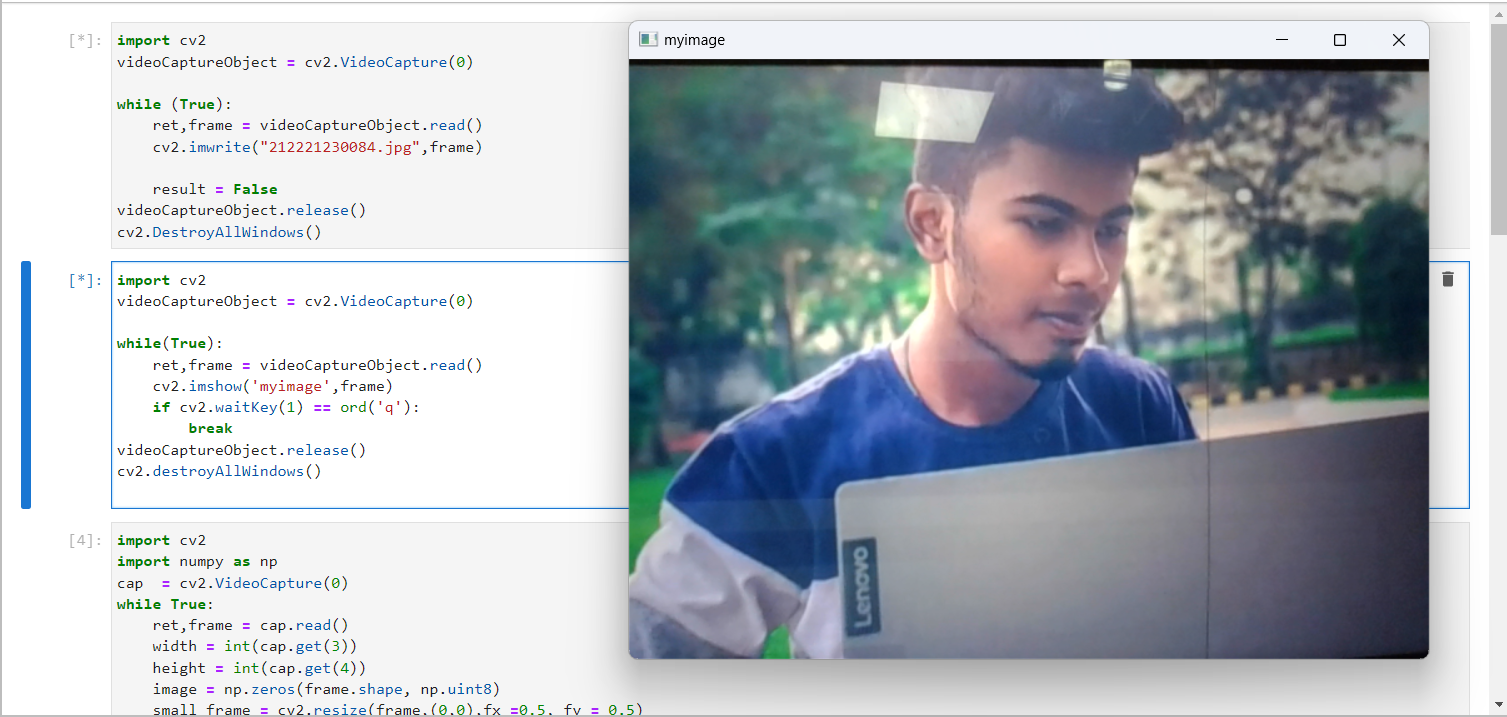 [*]:
import cv2
videoCaptureObject = cv2.VideoCapture(0)
while (True):
ret,frame = videoCaptureObject.read()
cv2.imwrite("212221230084.jpg",frame)
result = False
videoCaptureObject.release()
cv2.DestroyAllWindows()
[*]:
import cv2
videoCaptureObject = cv2.VideoCapture(0)
while(True):
ret,frame = videoCaptureObject.read()
cv2.imshow('myimage',frame)
if cv2.waitKey(1) == ord('q'):
break
videoCaptureObject.release()
cv2.destroyAllWindows()
[4]:
import cv2
import numpy as np
cap  = cv2.VideoCapture(0)
while True:
ret,frame = cap.read()
width = int(cap.get(3))
height = int(cap.get(4))
image = np.zeros(frame.shape, np.uint8)
small_frame = cv2.resize(frame,(0,0),fx =0.5, fy = 0.5)
myimage
Lenovo